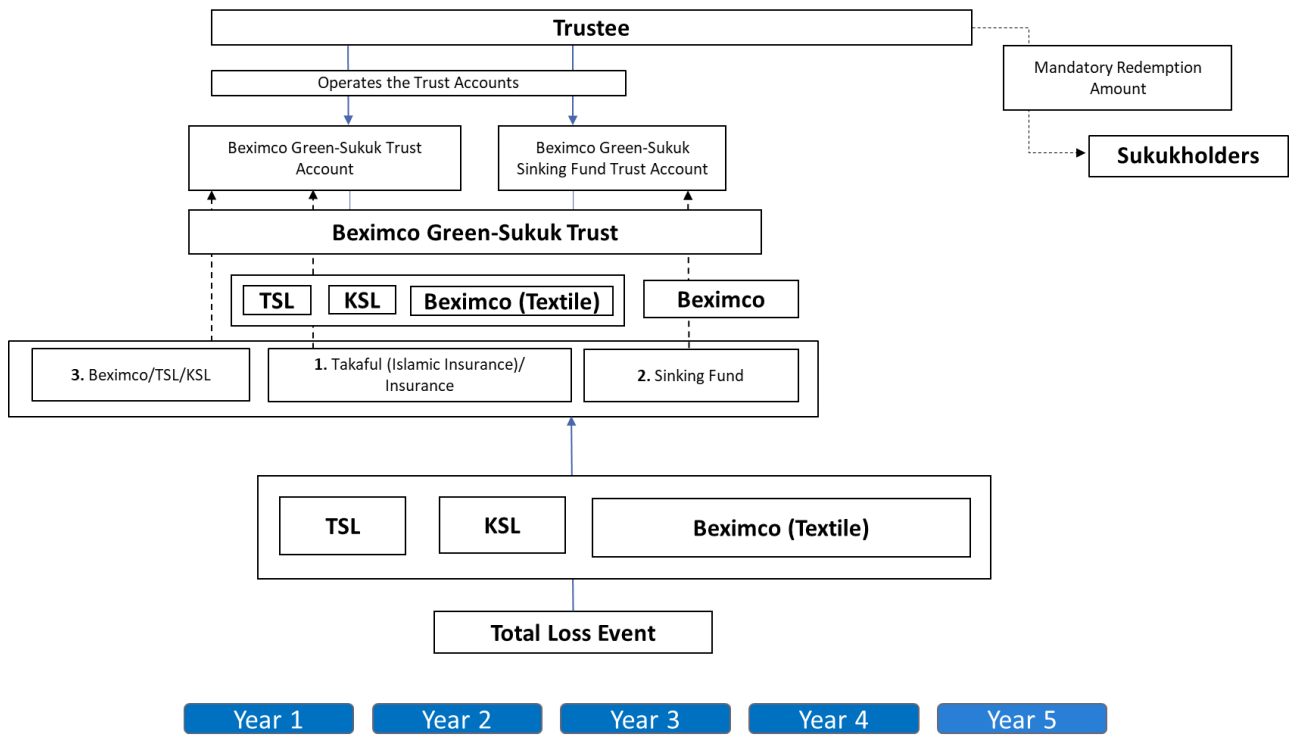 Trustee
Operates the Trust Accounts
Mandatory Redemption
Amount
Beximco Green-Sukuk Trust
Account
Beximco Green-Sukuk
Sinking Fund Trust Account
Sukukholders
Beximco Green-Sukuk Trust
TSL
KSL
Beximco (Textile)
Beximco
3. Beximco/TSL/KSL
1. Takaful (Islamic Insurance)/
Insurance
2. Sinking Fund
TSL
KSL
Beximco (Textile)
Total Loss Event
Year 1
Year 2
Year 3
Year 4
Year 5